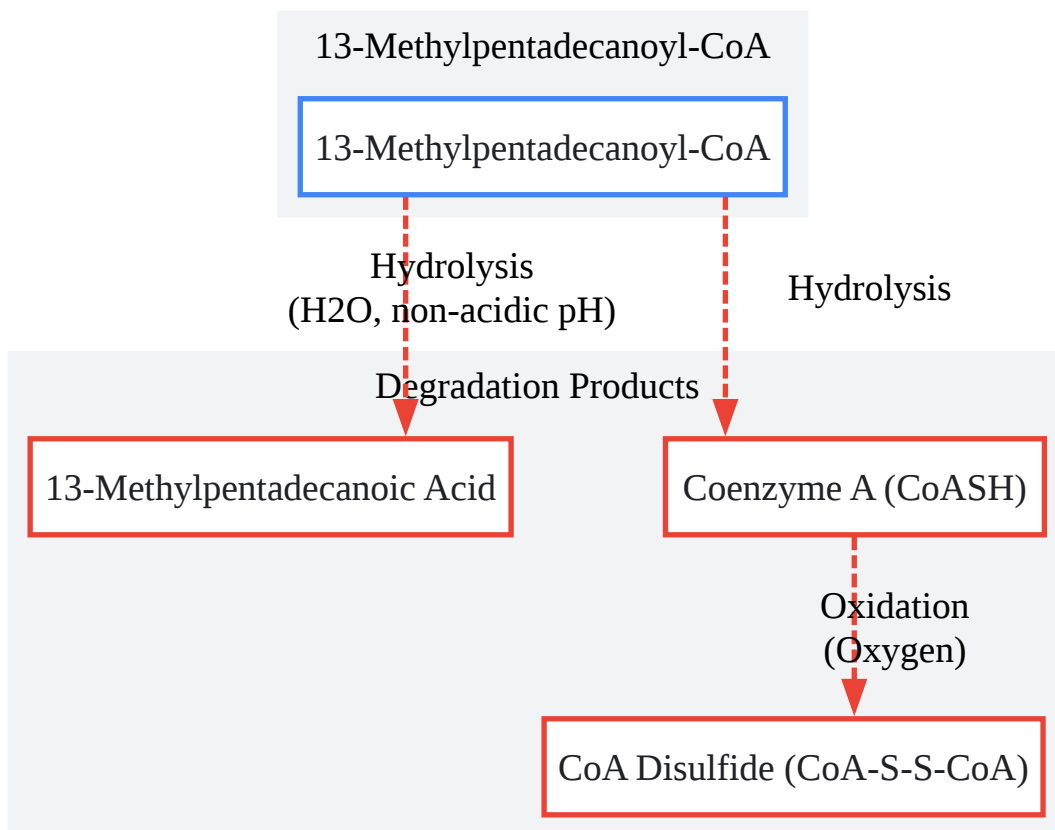 13-Methylpentadecanoyl-CoA
13-Methylpentadecanoyl-CoA
Hydrolysis
(H2O, non-acidic pH)
Hydrolysis
Degradation Products
13-Methylpentadecanoic Acid
Coenzyme A (CoASH)
Oxidation
(Oxygen)
CoA Disulfide (CoA-S-S-CoA)